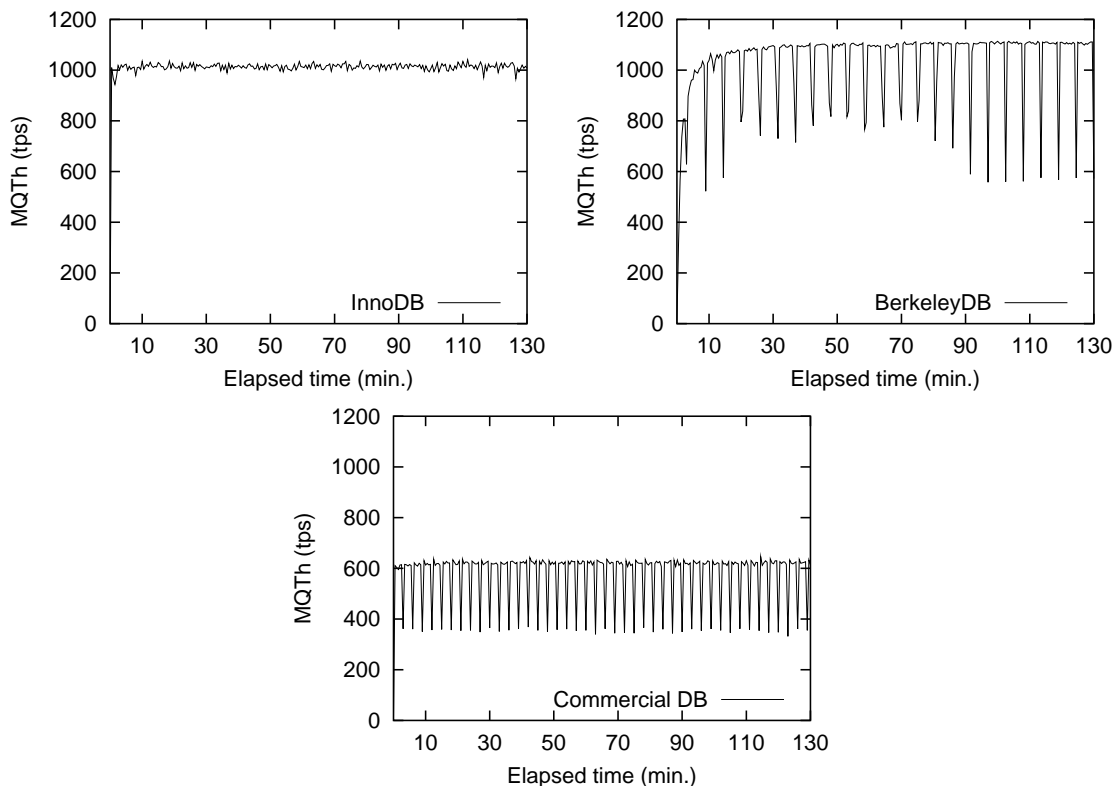 1200
1000
800
600
400
200
0
MQTh (tps)
InnoDB
10 30 50 70 90 110 130
Elapsed time (min.)
1200
1000
800
600
400
200
0
MQTh (tps)
BerkeleyDB
10 30 50 70 90 110 130
Elapsed time (min.)
1200
1000
800
600
400
200
0
MQTh (tps)
Commercial DB
10 30 50 70 90 110 130
Elapsed time (min.)